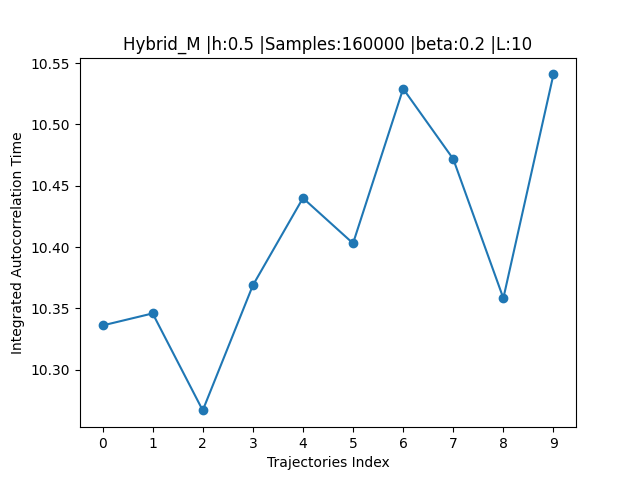 Hybrid_M |h:0.5 |Samples:160000 |beta:0.2 |L:10
10.55
10.50
10.45
10.40
10.35
10.30
Integrated Autocorrelation Time
0 1 2 3 4 5 6 7 8 9
Trajectories Index